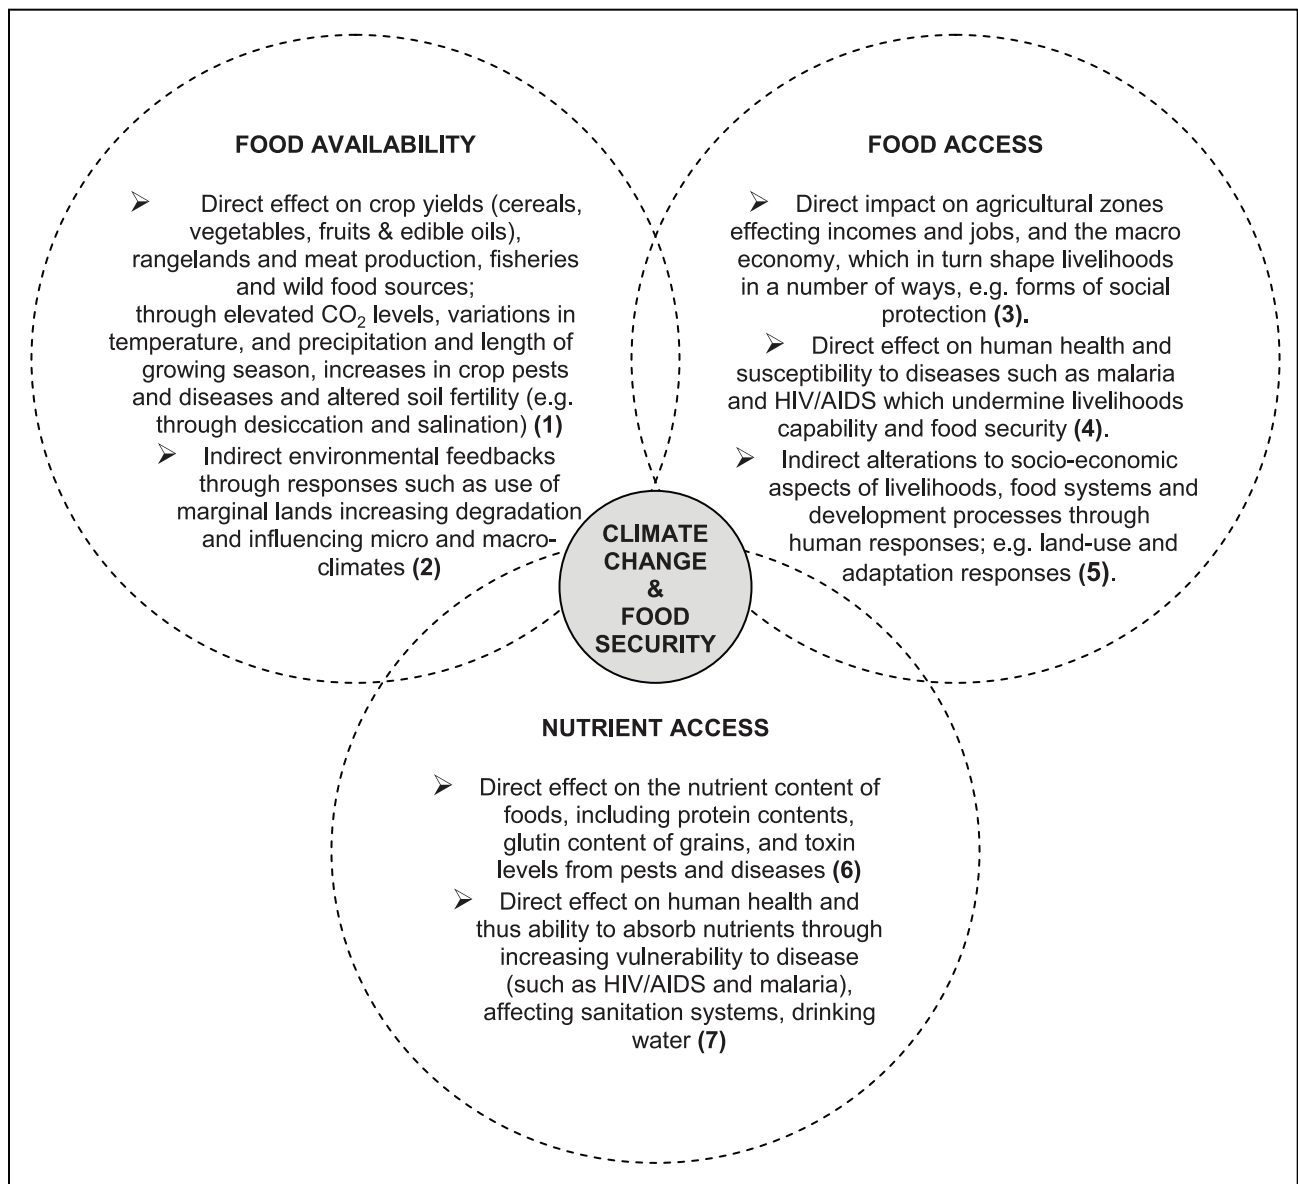 FOOD AVAILABILITY
➢ Direct effect on crop yields (cereals,
vegetables, fruits & edible oils),
rangelands and meat production, fisheries
and wild food sources;
through elevated CO₂ levels, variations in
temperature, and precipitation and length of
growing season, increases in crop pests
and diseases and altered soil fertility (e.g.
through desiccation and salination) (1)
➢ Indirect environmental feedbacks
through responses such as use of
marginal lands increasing degradation
and influencing micro and macro-
climates (2)
FOOD ACCESS
➢ Direct impact on agricultural zones
effecting incomes and jobs, and the macro
economy, which in turn shape livelihoods
in a number of ways, e.g. forms of social
protection (3).
➢ Direct effect on human health and
susceptibility to diseases such as malaria
and HIV/AIDS which undermine livelihoods
capability and food security (4).
➢ Indirect alterations to socio-economic
aspects of livelihoods, food systems and
development processes through
human responses; e.g. land-use and
adaptation responses (5).
CLIMATE
CHANGE
&
FOOD
SECURITY
NUTRIENT ACCESS
➢ Direct effect on the nutrient content of
foods, including protein contents,
glutin content of grains, and toxin
levels from pests and diseases (6)
➢ Direct effect on human health and
thus ability to absorb nutrients through
increasing vulnerability to disease
(such as HIV/AIDS and malaria),
affecting sanitation systems, drinking
water (7)